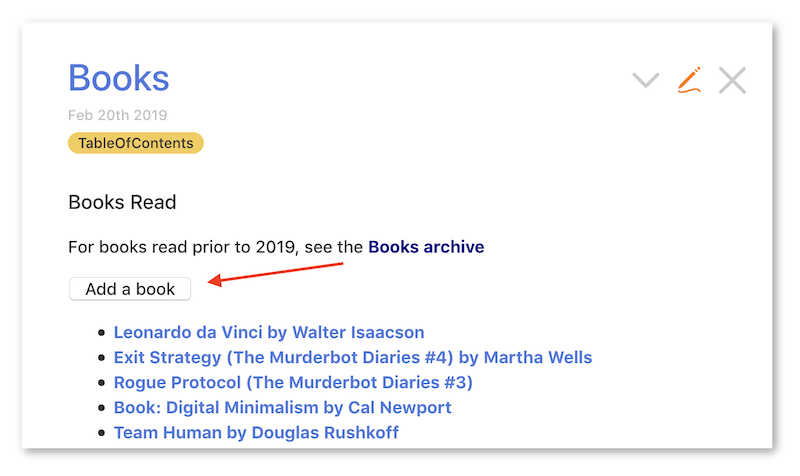 Books
Feb 20th 2019
TableOfContents
Books Read
For books read prior to 2019, see the Books archive
Add a book
Leonardo da Vinci by Walter Isaacson
Exit Strategy (The Murderbot Diaries #4) by Martha Wells
Rogue Protocol (The Murderbot Diaries #3)
Book: Digital Minimalism by Cal Newport
Team Human by Douglas Rushkoff